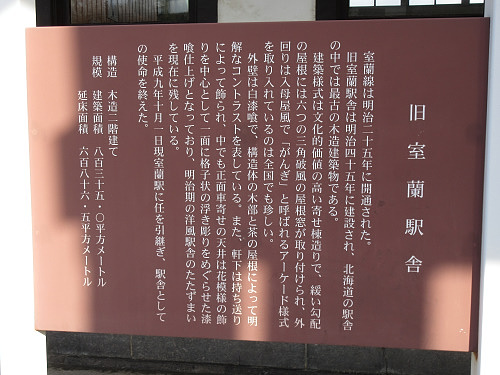 旧室蘭駅舎
室蘭線は明治二十五年に開通された。
旧室蘭駅舎は明治四十五年に建設され、北海道の駅舎
の中では最古の木造建築物である。
建築様式は文化的価値の高い寄せ棟造りで、緩い勾配
の屋根には六つの三角破風の屋根窓が取り付けられ、外
回りは入母屋風で「がんぎ」と呼ばれるアーケード様式
を取り入れているのは全国でも珍しい。
外壁は白漆喰で、構造体の木部と茶の屋根によって明
解なコントラストを表している。また、軒下は持ち送り
によって飾られ、中でも正面車寄せの天井は花模様の飾
りを中心として一面に格子状の浮き彫りをめぐらせた漆
喰仕上げとなっており、明治期の洋風駅舎のたたずまい
を現在に残している。
平成九年十月一日現室蘭駅に任を引継ぎ、駅舎として
の使命を終えた。
構造 木造二階建て
規模 建築面積 八百三十五・〇平方メートル
延床面積 六百八十六・五平方メートル